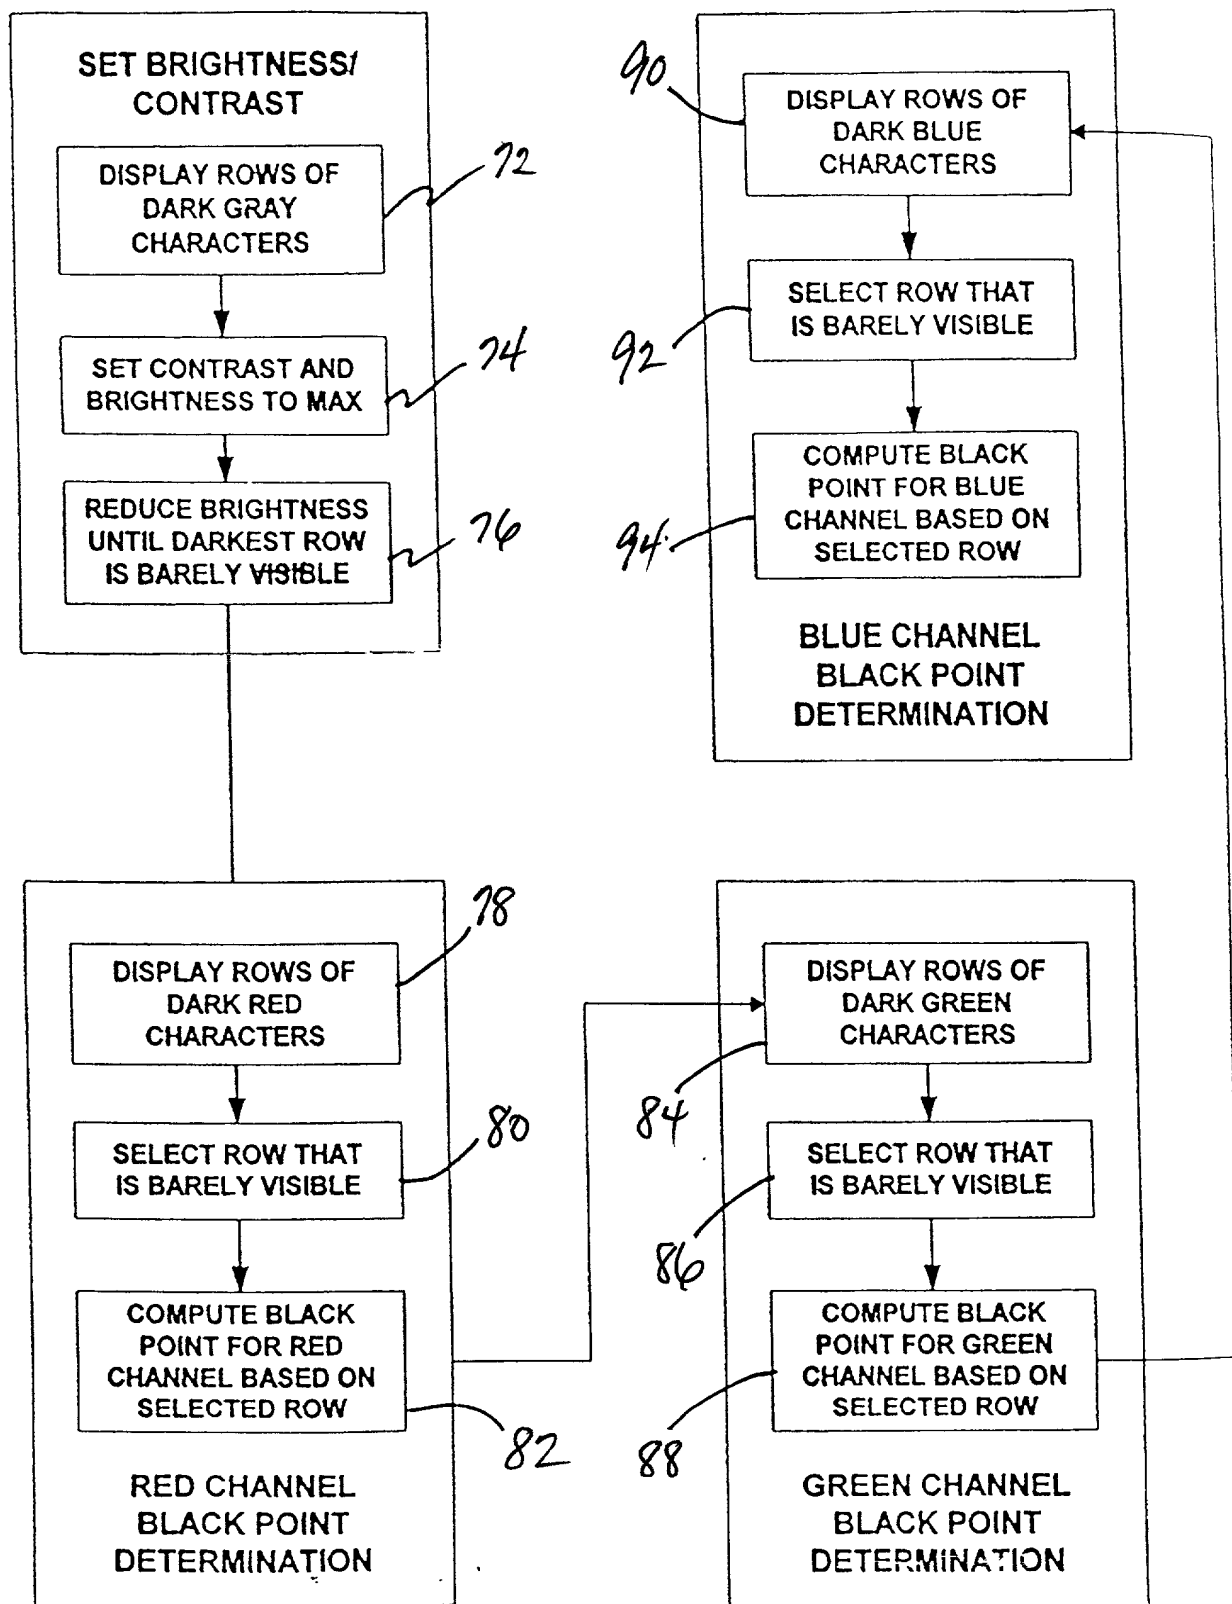 SET BRIGHTNESS/
CONTRAST
DISPLAY ROWS OF
DARK GRAY
CHARACTERS
72
SET CONTRAST AND
BRIGHTNESS TO MAX
74
REDUCE BRIGHTNESS
UNTIL DARKEST ROW
IS BARELY VISIBLE
76
90
DISPLAY ROWS OF
DARK BLUE
CHARACTERS
SELECT ROW THAT
IS BARELY VISIBLE
92
COMPUTE BLACK
POINT FOR BLUE
CHANNEL BASED ON
SELECTED ROW
94
BLUE CHANNEL
BLACK POINT
DETERMINATION
78
DISPLAY ROWS OF
DARK RED
CHARACTERS
SELECT ROW THAT
IS BARELY VISIBLE
80
COMPUTE BLACK
POINT FOR RED
CHANNEL BASED ON
SELECTED ROW
82
RED CHANNEL
BLACK POINT
DETERMINATION
DISPLAY ROWS OF
DARK GREEN
CHARACTERS
84
SELECT ROW THAT
IS BARELY VISIBLE
86
COMPUTE BLACK
POINT FOR GREEN
CHANNEL BASED ON
SELECTED ROW
88
GREEN CHANNEL
BLACK POINT
DETERMINATION